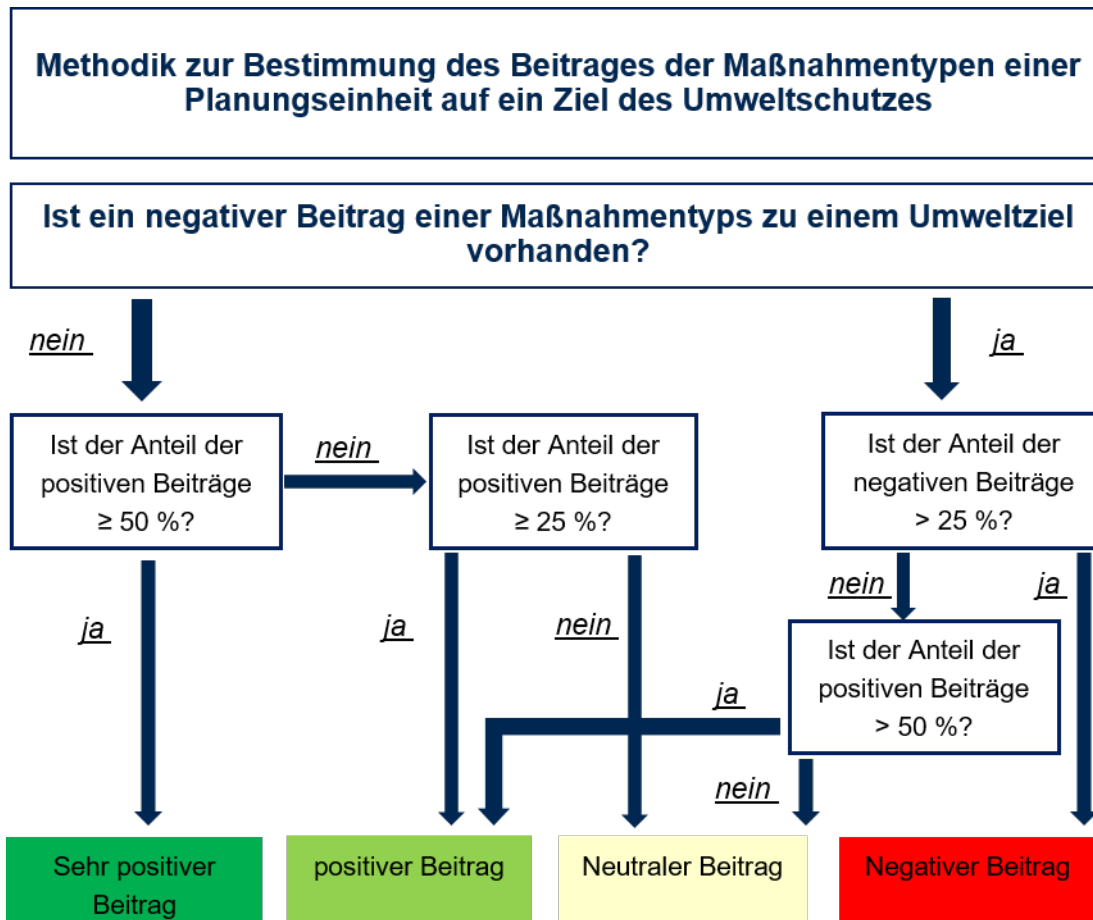 Methodik zur Bestimmung des Beitrages der Maßnahmentypen einer
Planungseinheit auf ein Ziel des Umweltschutzes
Ist ein negativer Beitrag einer Maßnahmentyps zu einem Umweltziel
vorhanden?
nein
ja
Ist der Anteil der
positiven Beiträge
≥ 50 %?
nein
Ist der Anteil der
positiven Beiträge
≥ 25 %?
Ist der Anteil der
negativen Beiträge
> 25 %?
ja
ja
nein
nein
ja
Ist der Anteil der
positiven Beiträge
> 50 %?
ja
nein
Sehr positiver
Beitrag
positiver Beitrag
Neutraler Beitrag
Negativer Beitrag